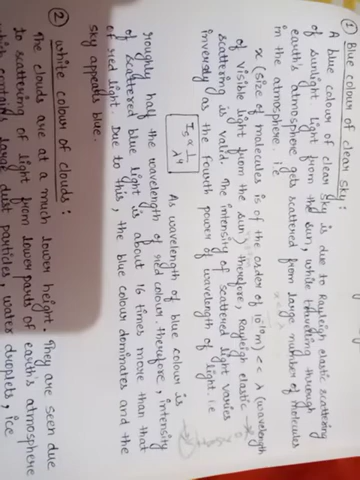 ① Blue colour of clear sky:
A blue colour of clear sky is due to Rayleigh elastic scattering
of sunlight light from the sun, while travelling through
earth's atmosphere gets scattered from large number of molecules
in the atmosphere. i.e
x (size of molecules is of the order of 10⁻¹⁰m) << λ (wavelength
of visible light from the sun) therefore, Rayleigh elastic
scattering is valid. The intensity of scattered light varies
inversly as the fourth power of wavelength of light. i.e
Is ∝ 1/λ⁴
As wavelength of blue colour is
roughly half the wavelength of red colour. therefore, intensity
of scattered blue light is about 16 times more than that
of red light. Due to this, the blue colour dominates and the
sky appears blue.
② White colour of clouds:
The clouds are at a much lower height. They are seen due
to scattering of light from lower parts of earth's atmosphere
which contains large dust particles, water droplets, ice